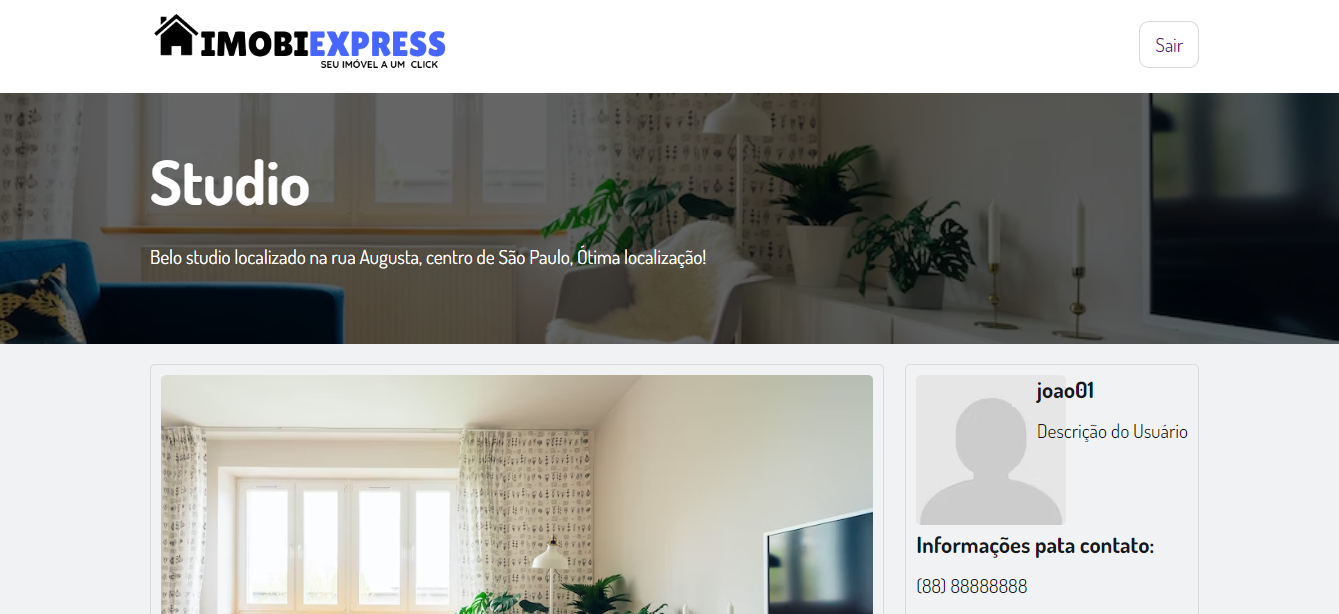 IMOBIEXPRESS
SEU IMÓVEL A UM CLICK
Sair
Studio
Belo studio localizado na rua Augusta, centro de São Paulo, Ótima localização!
joao01
Descrição do Usuário
Informações pata contato:
(88) 88888888